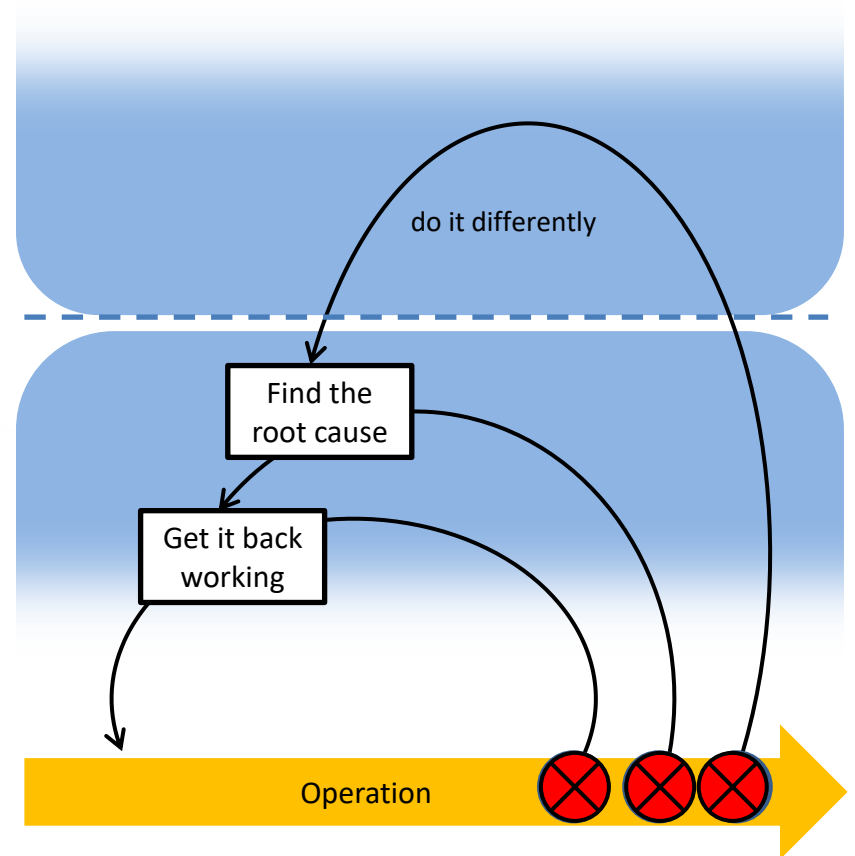 do it differently
Find the
root cause
Get it back
working
Operation